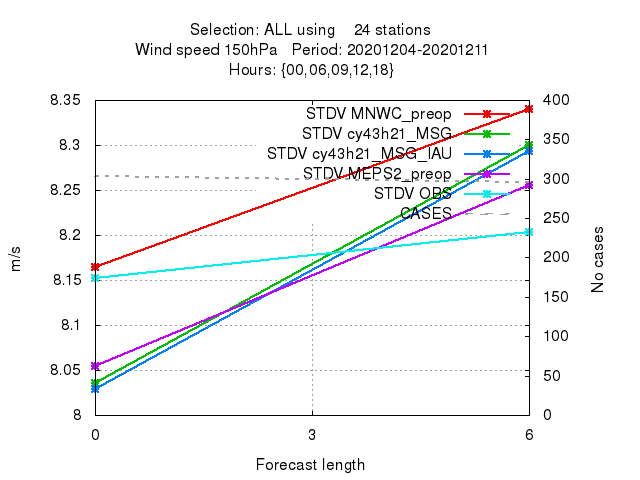 Selection: ALL using    24 stations
Wind speed 150hPa   Period: 20201204-20201211
Hours: {00,06,09,12,18}
8.35
8.3
8.25
8.2
8.15
8.1
8.05
8
400
350
300
250
200
150
100
50
0
STDV MNWC_preop
STDV cy43h21_MSG
STDV cy43h21_MSG_IAU
STDV MEPS2_preop
STDV OBS
CASES
m/s
No cases
0 3 6
Forecast length